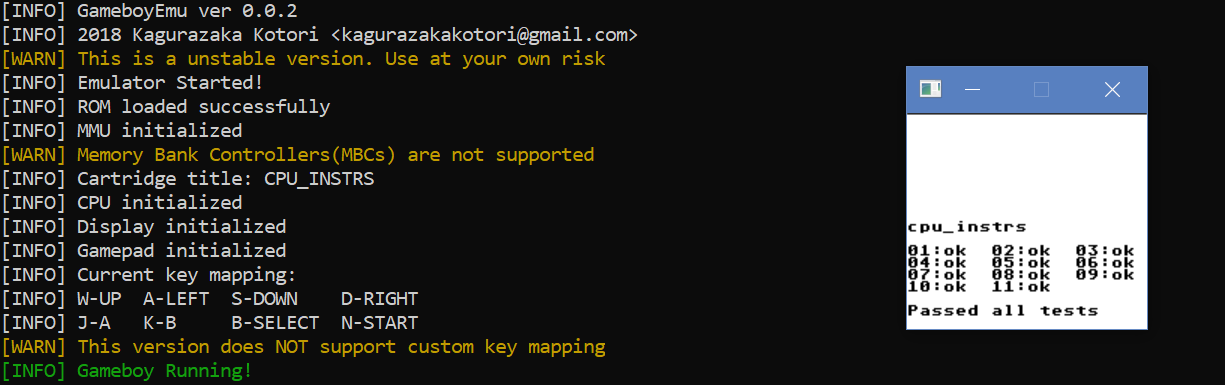 [INFO] GameboyEmu ver 0.0.2
[INFO] 2018 Kagurazaka Kotori <kagurazakakotori@gmail.com>
[WARN] This is a unstable version. Use at your own risk
[INFO] Emulator Started!
[INFO] ROM loaded successfully
[INFO] MMU initialized
[WARN] Memory Bank Controllers(MBCs) are not supported
[INFO] Cartridge title: CPU_INSTRS
[INFO] CPU initialized
[INFO] Display initialized
[INFO] Gamepad initialized
[INFO] Current key mapping:
[INFO] W-UP  A-LEFT  S-DOWN    D-RIGHT
[INFO] J-A   K-B     B-SELECT  N-START
[WARN] This version does NOT support custom key mapping
[INFO] Gameboy Running!
cpu_instrs
01:ok  02:ok  03:ok
04:ok  05:ok  06:ok
07:ok  08:ok  09:ok
10:ok  11:ok
Passed all tests